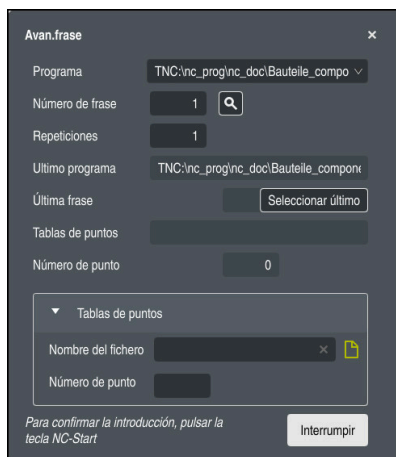 Avan.frase ×
Programa TNC:\nc_prog\nc_doc\Bauteile_compo
Número de frase 1
Repeticiones 1
Ultimo programa TNC:\nc_prog\nc_doc\Bauteile_compone
Última frase Seleccionar último
Tablas de puntos
Número de punto 0
Tablas de puntos
Nombre del fichero ×
Número de punto
Para confirmar la introducción, pulsar la
tecla NC-Start
Interrumpir